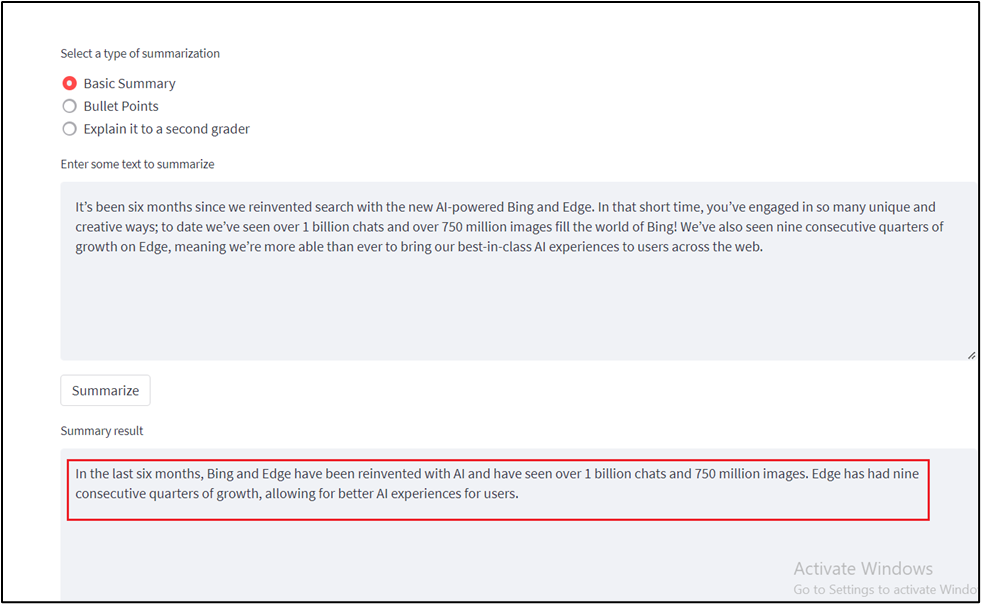 Select a type of summarization
Basic Summary
Bullet Points
Explain it to a second grader
Enter some text to summarize
It’s been six months since we reinvented search with the new AI-powered Bing and Edge. In that short time, you’ve engaged in so many unique and
creative ways; to date we’ve seen over 1 billion chats and over 750 million images fill the world of Bing! We’ve also seen nine consecutive quarters of
growth on Edge, meaning we’re more able than ever to bring our best-in-class AI experiences to users across the web.
Summarize
Summary result
In the last six months, Bing and Edge have been reinvented with AI and have seen over 1 billion chats and 750 million images. Edge has had nine
consecutive quarters of growth, allowing for better AI experiences for users.
Activate Windows
Go to Settings to activate Windo